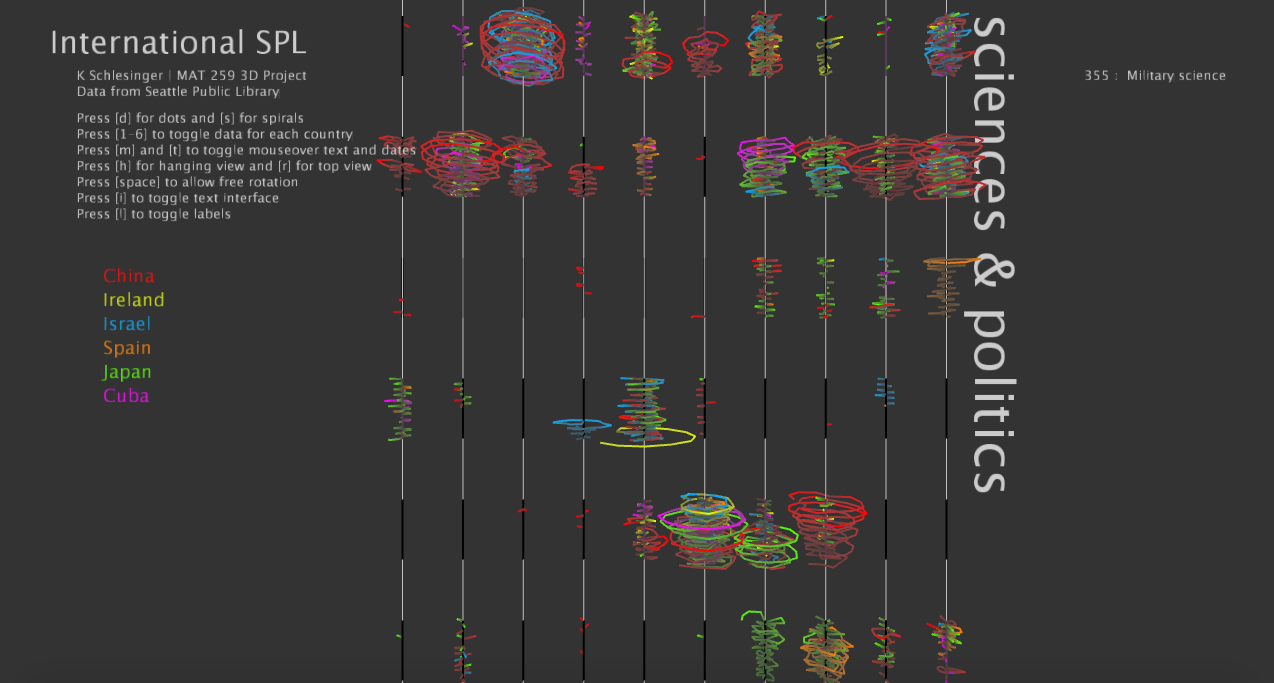 International SPL
K Schlesinger | MAT 259 3D Project
Data from Seattle Public Library
Press [d] for dots and [s] for spirals
Press [1-6] to toggle data for each country
Press [m] and [t] to toggle mouseover text and dates
Press [h] for hanging view and [r] for top view
Press [space] to allow free rotation
Press [i] to toggle text interface
Press [l] to toggle labels
China
Ireland
Israel
Spain
Japan
Cuba
sciences & politics
355 : Military science